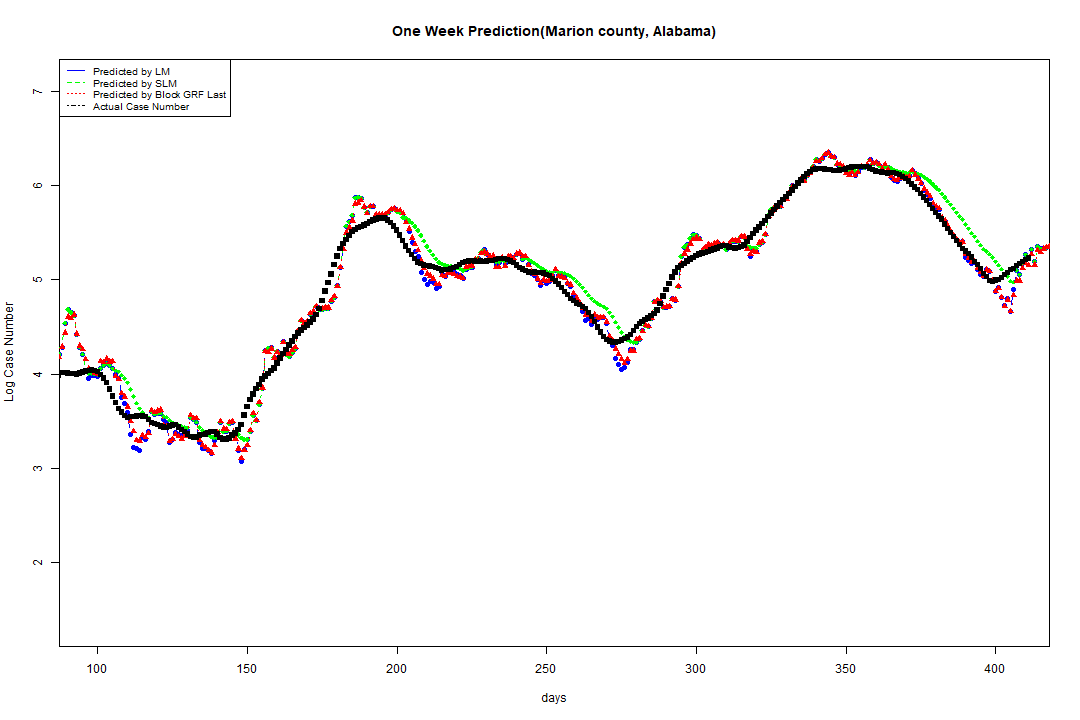 One Week Prediction(Marion county, Alabama)
Predicted by LM
Predicted by SLM
Predicted by Block GRF Last
Actual Case Number
7
6
5
4
3
2
Log Case Number
100 150 200 250 300 350 400
days